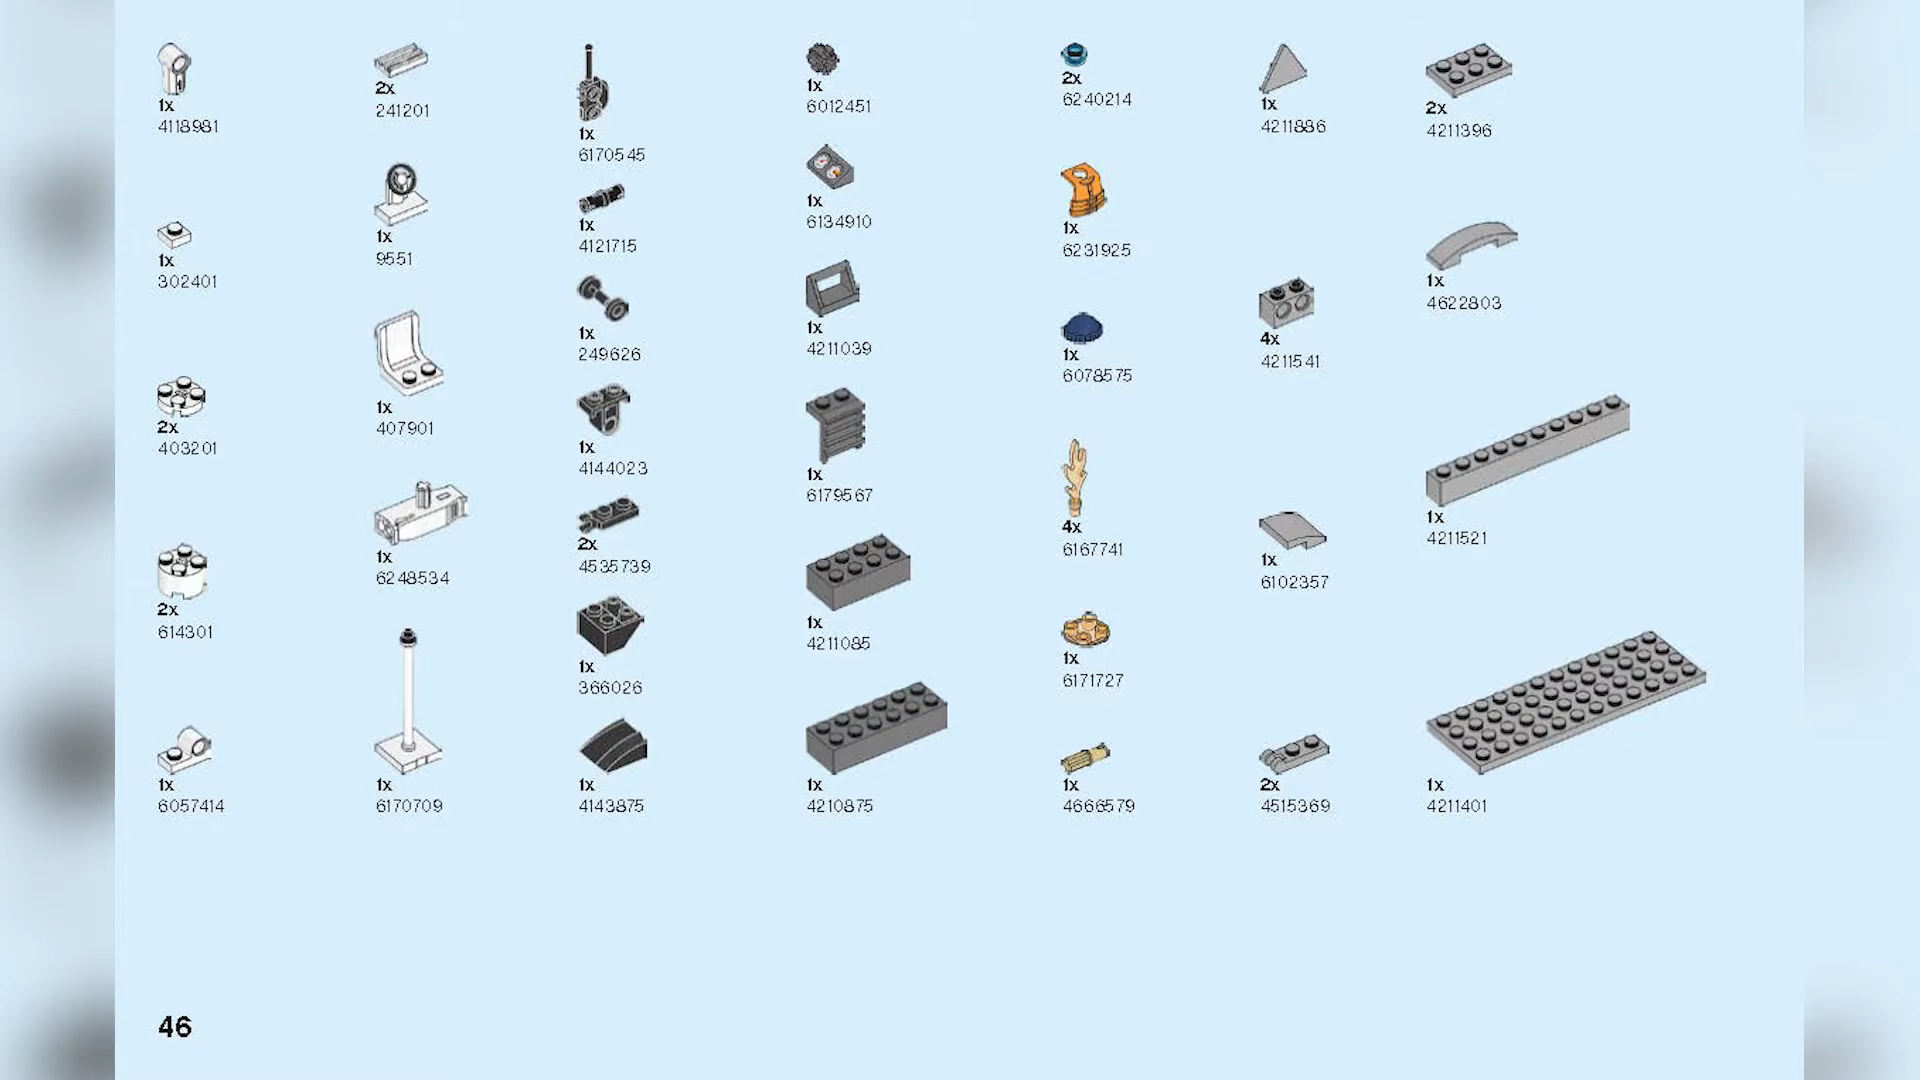 1x
4118981
1x
302401
2x
403201
2x
614301
1x
6057414
2x
241201
1x
9551
1x
407901
1x
6248534
1x
6170709
1x
6170545
1x
4121715
1x
249626
1x
4144023
2x
4535739
1x
366026
1x
4143875
1x
6012451
1x
6134910
1x
4211039
1x
6179567
1x
4211085
1x
4210875
2x
6240214
1x
6231925
1x
6078575
4x
6167741
1x
6171727
1x
4666579
1x
4211886
4x
4211541
1x
6102357
2x
4515369
2x
4211396
1x
4622803
1x
4211521
1x
4211401
46